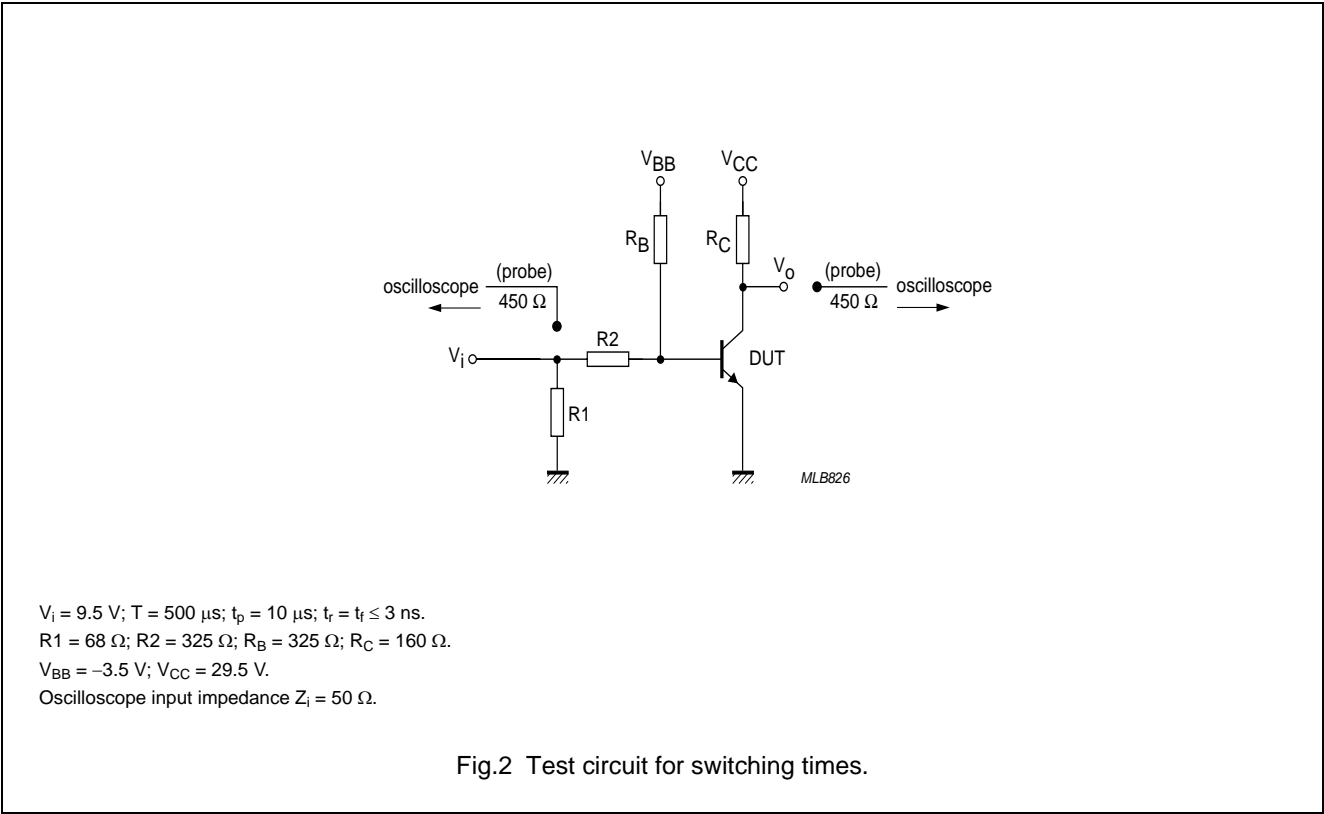 VBB VCC
RB RC
Vo
(probe) (probe)
oscilloscope oscilloscope
450 Ω 450 Ω
R2
Vi DUT
R1
MLB826
Vi = 9.5 V; T = 500 μs; tp = 10 μs; tr = tf ≤ 3 ns.
R1 = 68 Ω; R2 = 325 Ω; RB = 325 Ω; RC = 160 Ω.
VBB = −3.5 V; VCC = 29.5 V.
Oscilloscope input impedance Zi = 50 Ω.
Fig.2 Test circuit for switching times.